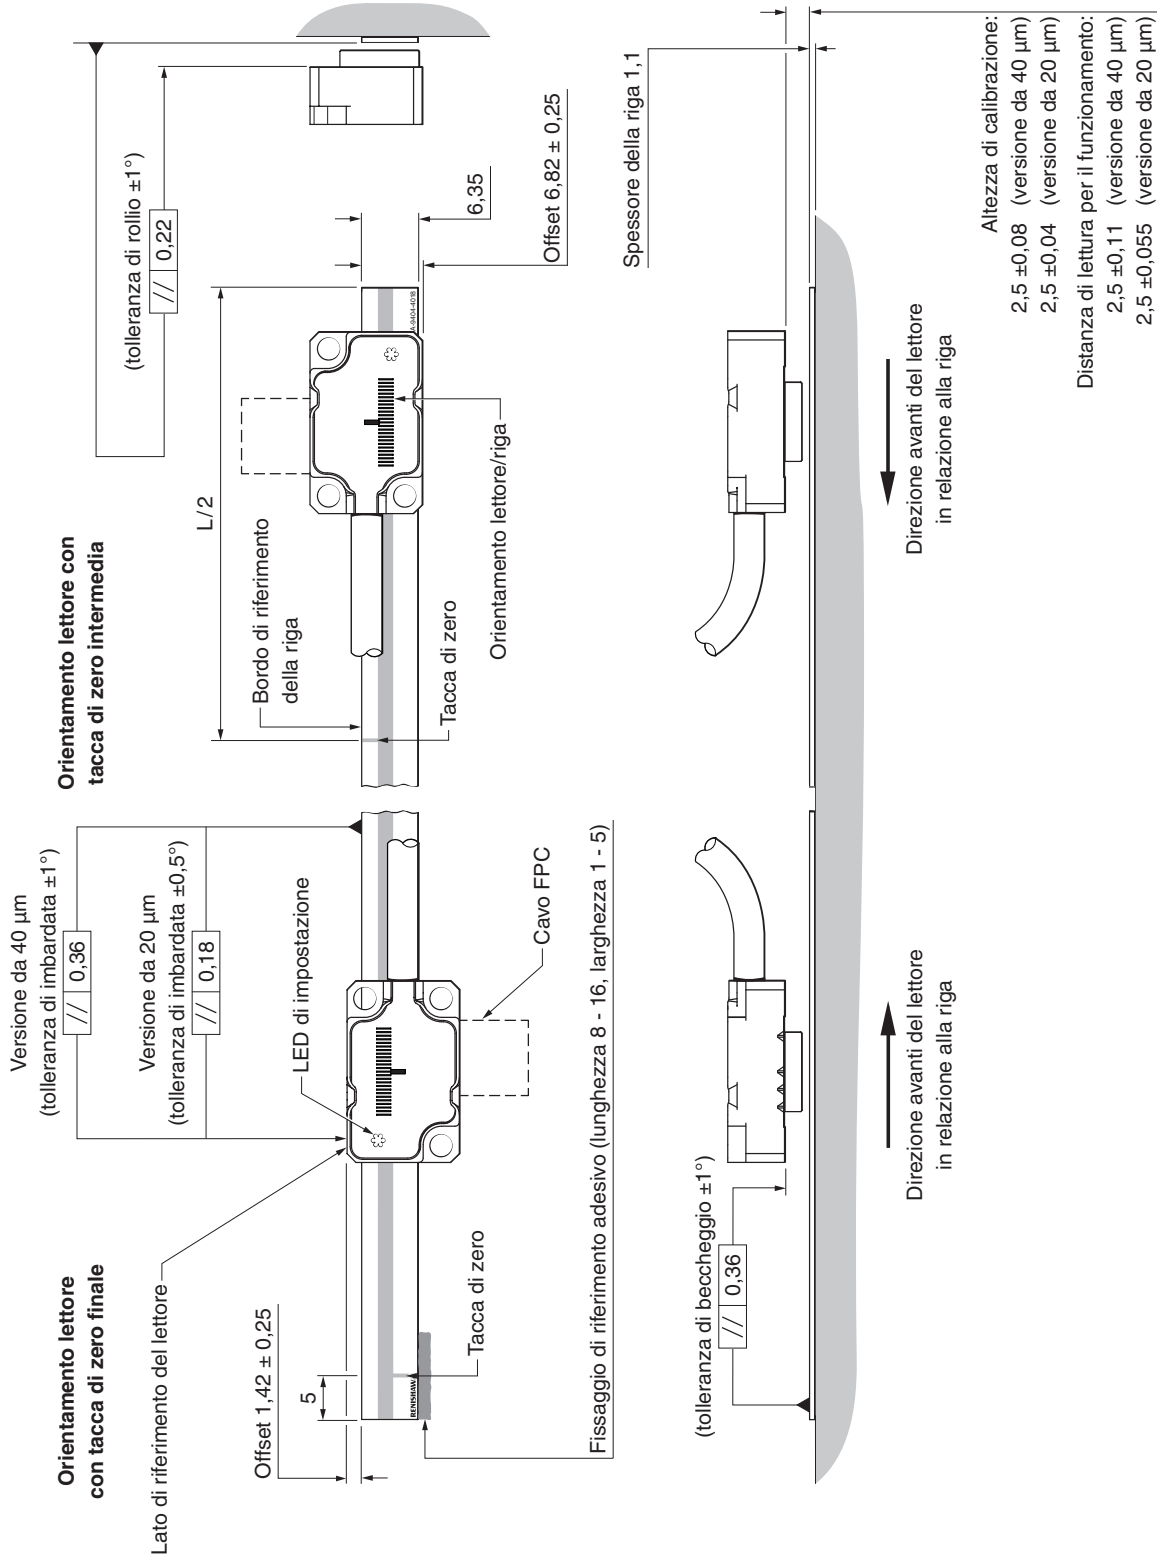 Orientamento lettore
con tacca di zero finale
Lato di riferimento del lettore
Offset 1,42 ± 0,25
5
RENISHAW
Tacca di zero
Fissaggio di riferimento adesivo (lunghezza 8 - 16, larghezza 1 - 5)
Versione da 40 µm
(tolleranza di imbardata ±1°)
// 0,36
Versione da 20 µm
(tolleranza di imbardata ±0,5°)
// 0,18
LED di impostazione
Cavo FPC
Orientamento lettore con
tacca di zero intermedia
L/2
Bordo di riferimento
della riga
Tacca di zero
Orientamento lettore/riga
A-9404-4018
(tolleranza di rollio ±1°)
// 0,22
6,35
Offset 6,82 ± 0,25
(tolleranza di beccheggio ±1°)
// 0,36
Direzione avanti del lettore
in relazione alla riga
Direzione avanti del lettore
in relazione alla riga
Spessore della riga 1,1
Altezza di calibrazione:
2,5 ±0,08 (versione da 40 µm)
2,5 ±0,04 (versione da 20 µm)
Distanza di lettura per il funzionamento:
2,5 ±0,11 (versione da 40 µm)
2,5 ±0,055 (versione da 20 µm)